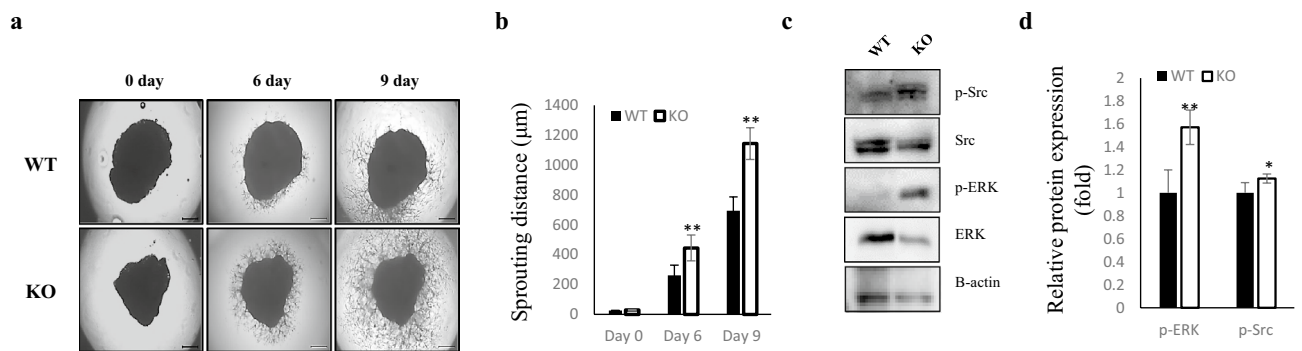 a
0 day 6 day 9 day
WT
KO
b
Sprouting distance (µm)
1400
1200
1000
800
600
400
200
0
WT KO
**
**
Day 0 Day 6 Day 9
c
WT KO
p-Src
Src
p-ERK
ERK
B-actin
d
Relative protein expression
(fold)
2
1.8
1.6
1.4
1.2
1
0.8
0.6
0.4
0.2
0
WT KO
**
*
p-ERK p-Src